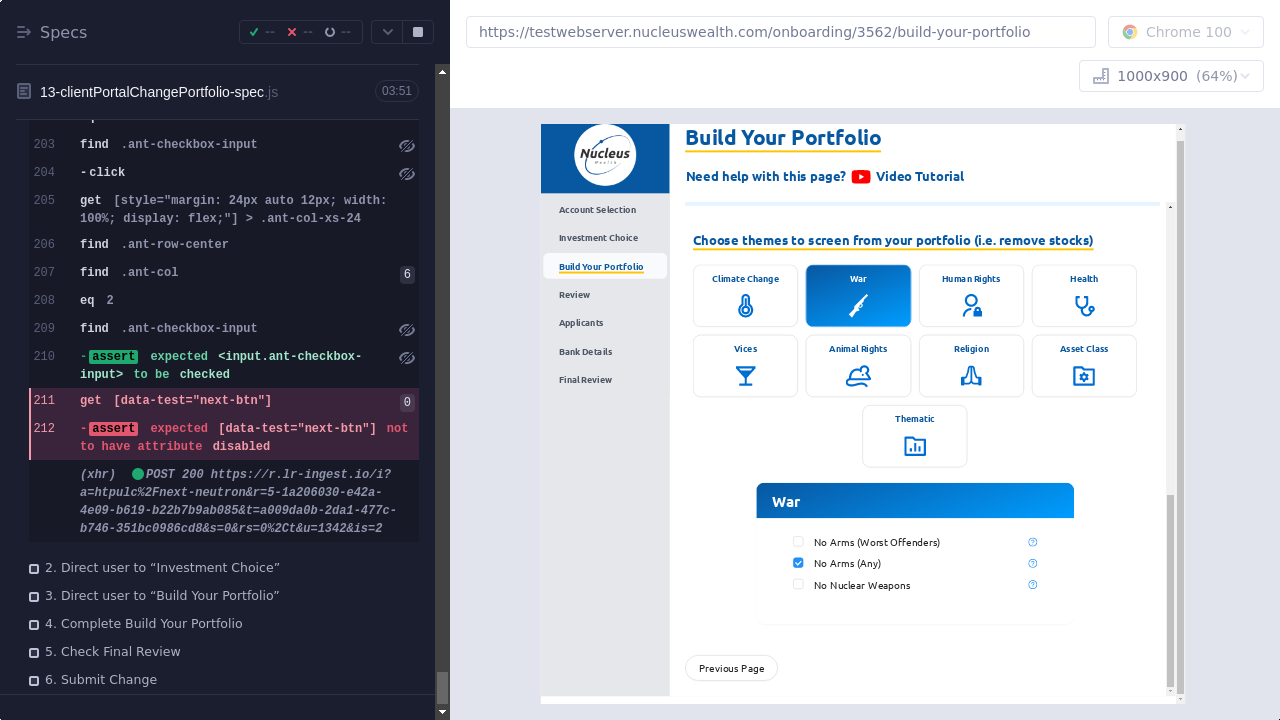 Specs
--
--
--
https://testwebserver.nucleuswealth.com/onboarding/3562/build-your-portfolio
Chrome 100
1000x900 (64%)
13-clientPortalChangePortfolio-spec.js
03:51
203 find .ant-checkbox-input
204 -click
205 get [style="margin: 24px auto 12px; width:
100%; display: flex;"] > .ant-col-xs-24
206 find .ant-row-center
207 find .ant-col 6
208 eq 2
209 find .ant-checkbox-input
210 -assert expected <input.ant-checkbox-
input> to be checked
211 get [data-test="next-btn"] 0
212 -assert expected [data-test="next-btn"] not
to have attribute disabled
(xhr) POST 200 https://r.lr-ingest.io/i?
a=htpulc%2Fnext-neutron&r=5-1a206030-e42a-
4e09-b619-b22b7b9ab085&t=a009da0b-2da1-477c-
b746-351bc0986cd8&s=0&rs=0%2Ct&u=1342&is=2
2. Direct user to “Investment Choice”
3. Direct user to “Build Your Portfolio”
4. Complete Build Your Portfolio
5. Check Final Review
6. Submit Change
Nucleus
Wealth
Account Selection
Investment Choice
Build Your Portfolio
Review
Applicants
Bank Details
Final Review
Build Your Portfolio
Need help with this page? Video Tutorial
Choose themes to screen from your portfolio (i.e. remove stocks)
Climate Change
War
Human Rights
Health
Vices
Animal Rights
Religion
Asset Class
Thematic
War
No Arms (Worst Offenders)
No Arms (Any)
No Nuclear Weapons
Previous Page